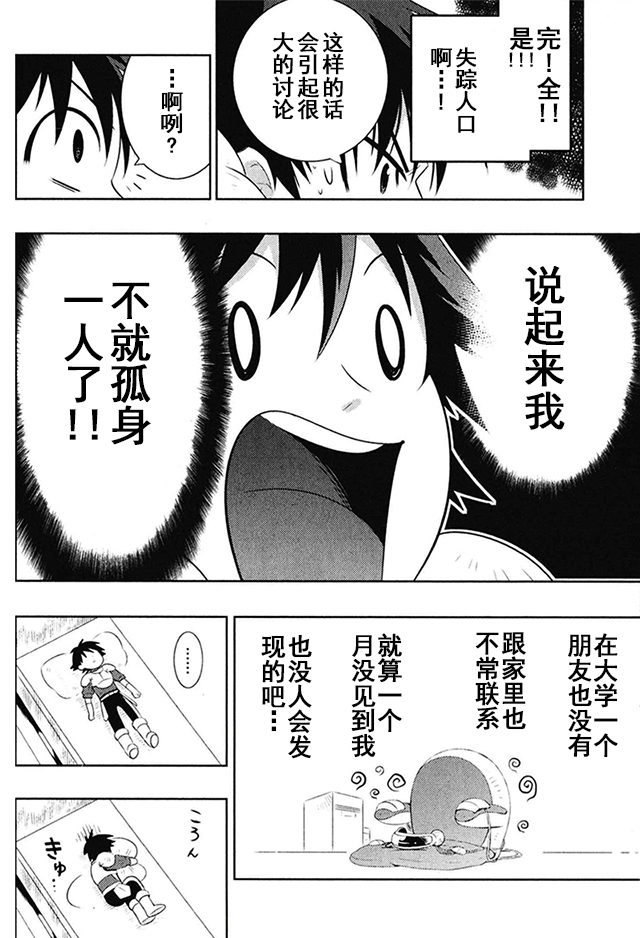 完！全!!
是!!!
失踪人口
啊…！
这样的话
会引起很
大的讨论
…啊咧？
说起来我
不就孤身
一人了!!
在大学一个
朋友也没有
跟家里也
不常联系
就算一个
月没见到我
也没人会发
现的吧…
……
ころん
きゅ…